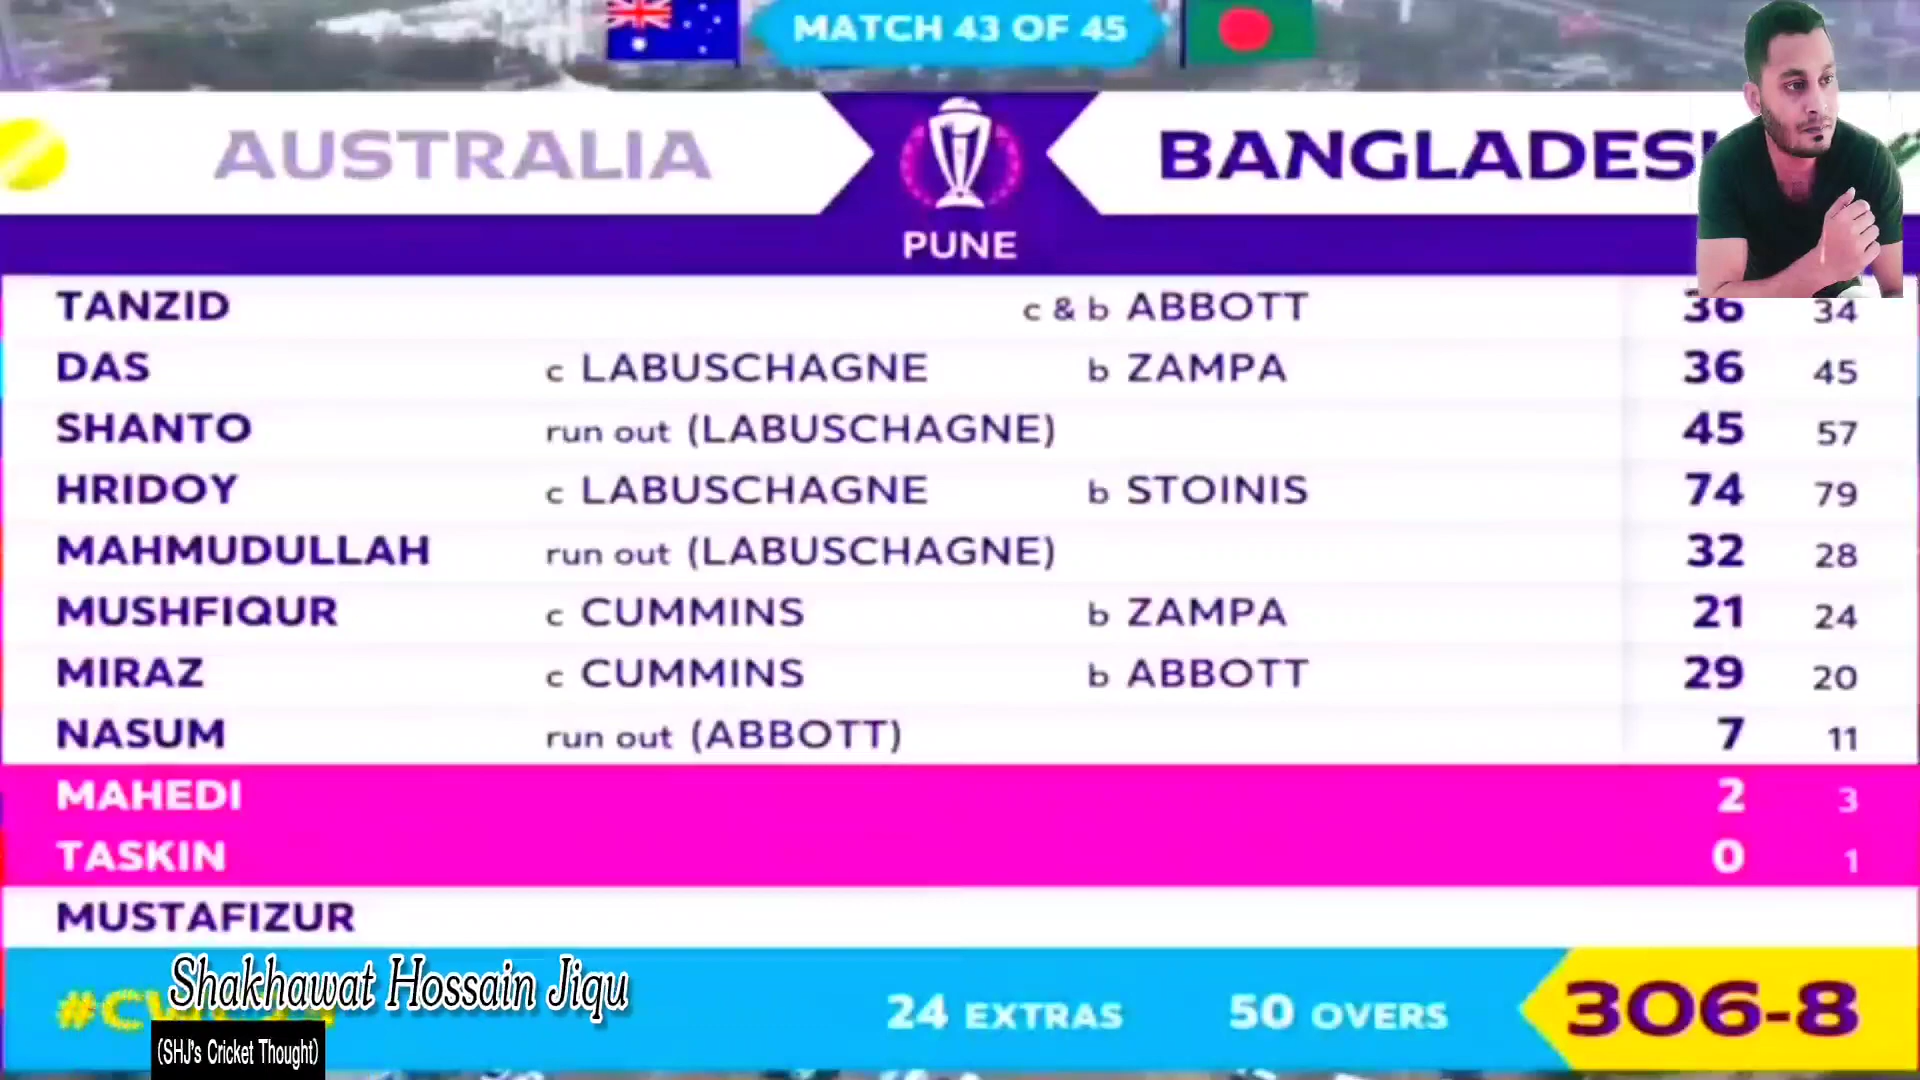 MATCH 43 OF 45
AUSTRALIA
BANGLADES
PUNE
TANZID c & b ABBOTT 36 34
DAS c LABUSCHAGNE b ZAMPA 36 45
SHANTO run out (LABUSCHAGNE) 45 57
HRIDOY c LABUSCHAGNE b STOINIS 74 79
MAHMUDULLAH run out (LABUSCHAGNE) 32 28
MUSHFIQUR c CUMMINS b ZAMPA 21 24
MIRAZ c CUMMINS b ABBOTT 29 20
NASUM run out (ABBOTT) 7 11
MAHEDI 2 3
TASKIN 0 1
MUSTAFIZUR
Shakhawat Hossain Jiqu
24 EXTRAS 50 OVERS 306-8
(SHJ's Cricket Thought)